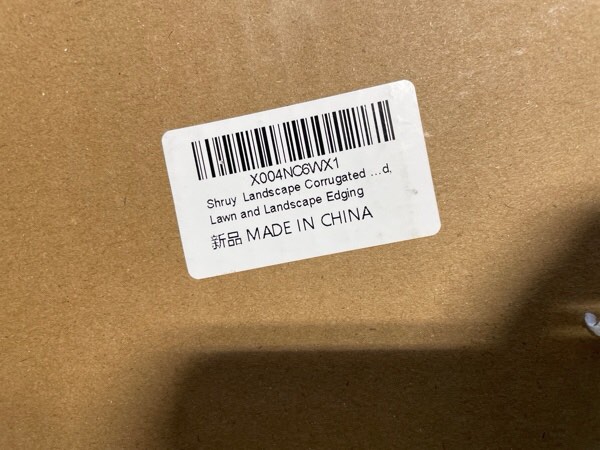 X004NC6WX1
Shruy Landscape Corrugated ...d,
Lawn and Landscape Edging
新品 MADE IN CHINA